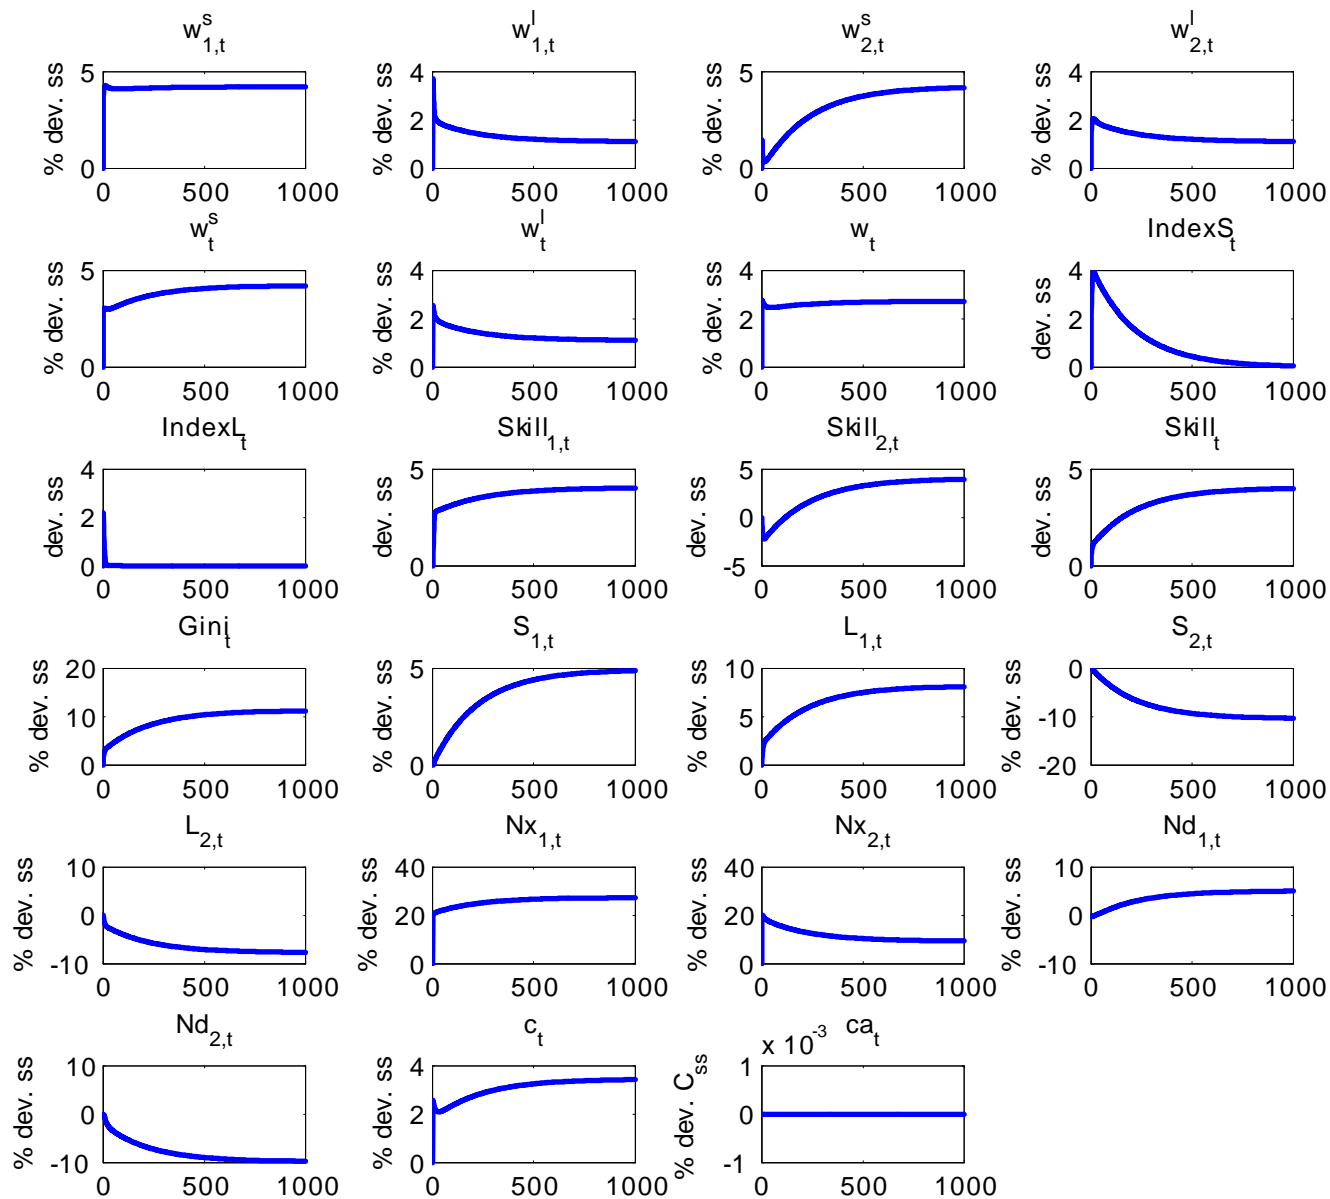 w^s_{1,t} w^l_{1,t} w^s_{2,t} w^l_{2,t}
% dev. ss 5 0 0 500 1000 % dev. ss 4 2 0 0 500 1000 % dev. ss 5 0 0 500 1000 % dev. ss 4 2 0 0 500 1000
w^s_t w^l_t w_t IndexS_t
% dev. ss 5 0 0 500 1000 % dev. ss 4 2 0 0 500 1000 % dev. ss 4 2 0 0 500 1000 dev. ss 4 2 0 0 500 1000
IndexL_t Skill_{1,t} Skill_{2,t} Skill_t
dev. ss 4 2 0 0 500 1000 dev. ss 5 0 0 500 1000 dev. ss 5 0 -5 0 500 1000 dev. ss 5 0 0 500 1000
Gini_t S_{1,t} L_{1,t} S_{2,t}
% dev. ss 20 10 0 0 500 1000 % dev. ss 5 0 0 500 1000 % dev. ss 10 5 0 0 500 1000 % dev. ss 0 -10 -20 0 500 1000
L_{2,t} Nx_{1,t} Nx_{2,t} Nd_{1,t}
% dev. ss 10 0 -10 0 500 1000 % dev. ss 40 20 0 0 500 1000 % dev. ss 40 20 0 0 500 1000 % dev. ss 10 0 -10 0 500 1000
Nd_{2,t} c_t ca_t
% dev. ss 10 0 -10 0 500 1000 % dev. ss 4 2 0 0 500 1000 % dev. C_{ss} x 10^{-3} 1 0 -1 0 500 1000